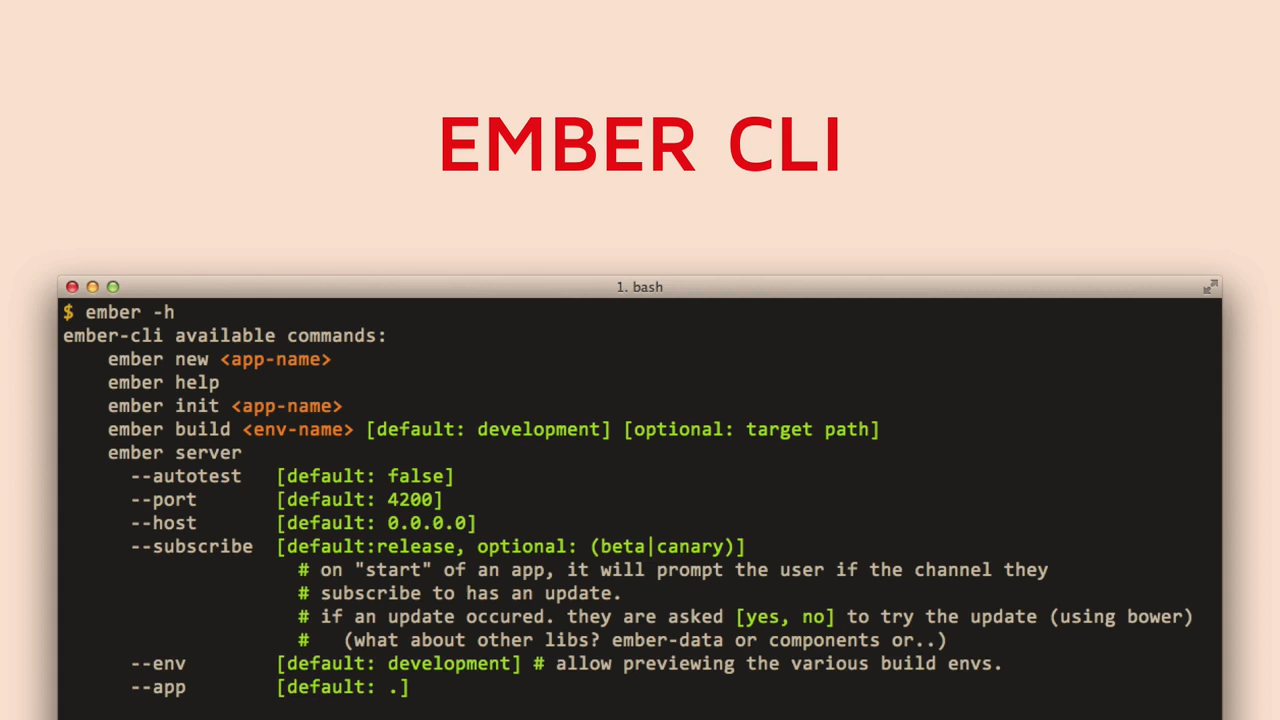 EMBER CLI
1. bash
$ ember -h
ember-cli available commands:
ember new <app-name>
ember help
ember init <app-name>
ember build <env-name> [default: development] [optional: target path]
ember server
--autotest [default: false]
--port [default: 4200]
--host [default: 0.0.0.0]
--subscribe [default:release, optional: (beta|canary)]
# on "start" of an app, it will prompt the user if the channel they
# subscribe to has an update.
# if an update occured. they are asked [yes, no] to try the update (using bower)
# (what about other libs? ember-data or components or..)
--env [default: development] # allow previewing the various build envs.
--app [default: .]